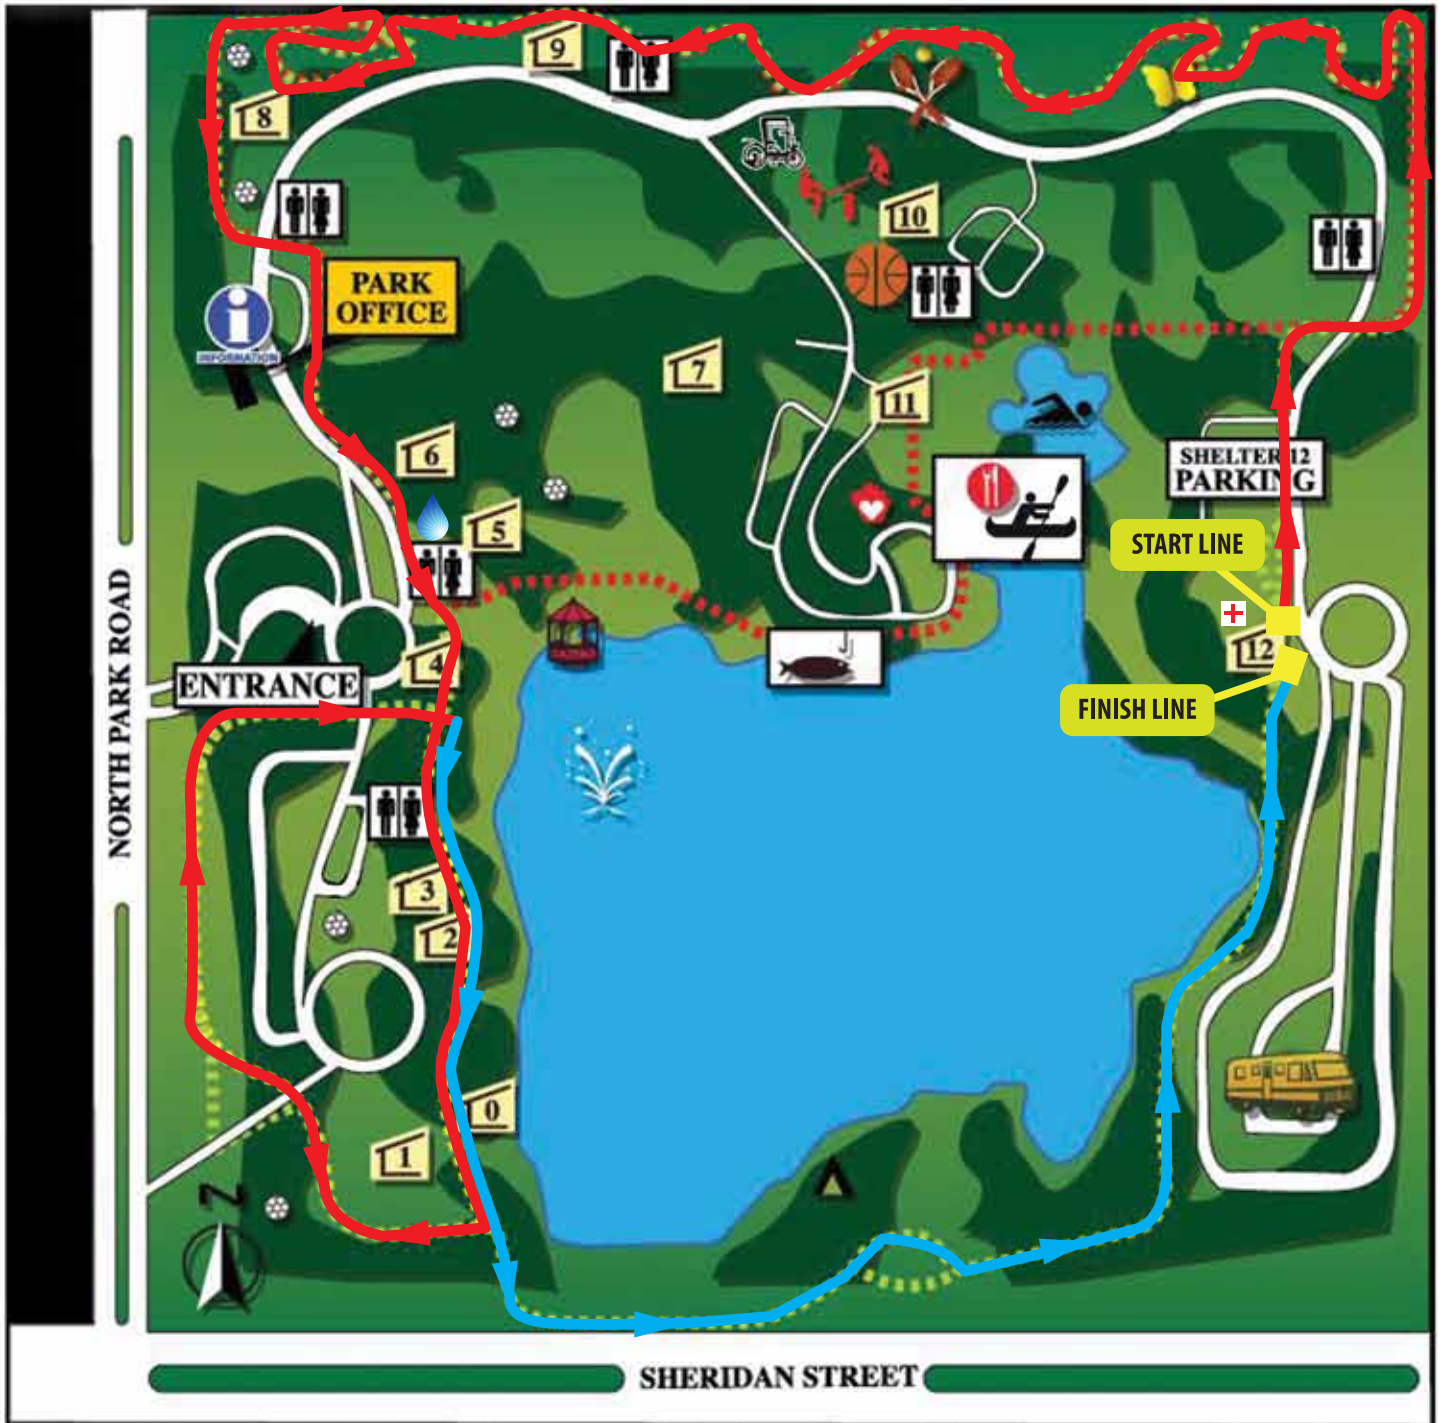 9
8
10
PARK
OFFICE
INFORMATION
7
11
6
SHELTER 12
PARKING
5
START LINE
4
12
ENTRANCE
FINISH LINE
NORTH PARK ROAD
3
2
0
1
N
SHERIDAN STREET